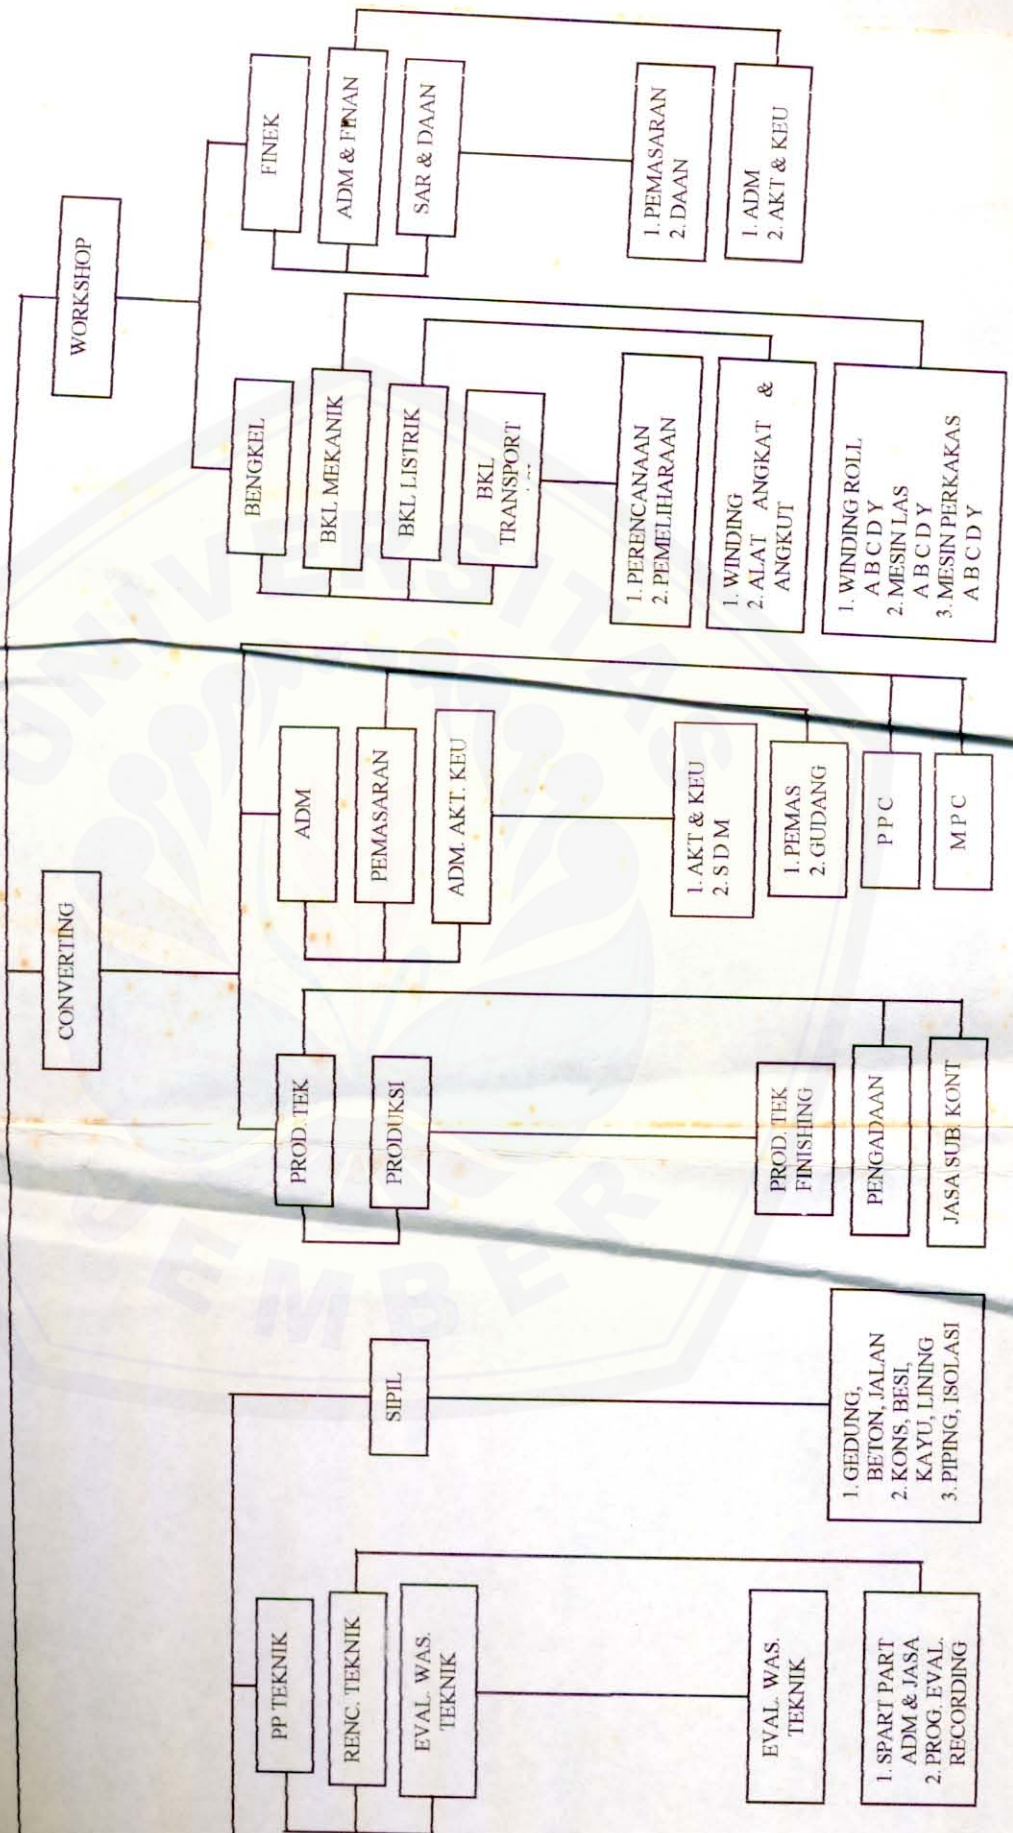 PP TEKNIK
RENC. TEKNIK
EVAL. WAS.
TEKNIK
EVAL. WAS.
TEKNIK
1. SPART PART
ADM & JASA
2. PROG. EVAL.
RECORDING
SIPIL
1. GEDUNG,
BETON, JALAN
2. KONS, BESI,
KAYU, LINING
3. PIPING, ISOLASI
CONVERTING
PROD. TEK
PRODUKSI
PROD. TEK
FINISHING
PENGADAAN
JASA SUB. KONT
ADM
PEMASARAN
ADM. AKT. KEU
1. AKT & KEU
2. S D M
1. PEMAS
2. GUDANG
P P C
M P C
WORKSHOP
BENGKEL
BKL MEKANIK
BKL LISTRIK
BKL
TRANSPORT
1. PERENCANAAN
2. PEMELIHARAAN
1. WINDING
2. ALAT ANGKAT &
ANGKUT
1. WINDING ROLL
A B C D Y
2. MESIN LAS
A B C D Y
3. MESIN PERKAKAS
A B C D Y
FINEK
ADM & FINAN
SAR & DAAN
1. PEMASARAN
2. DAAN
1. ADM
2. AKT & KEU
UNIVERSITAS
JEMBER